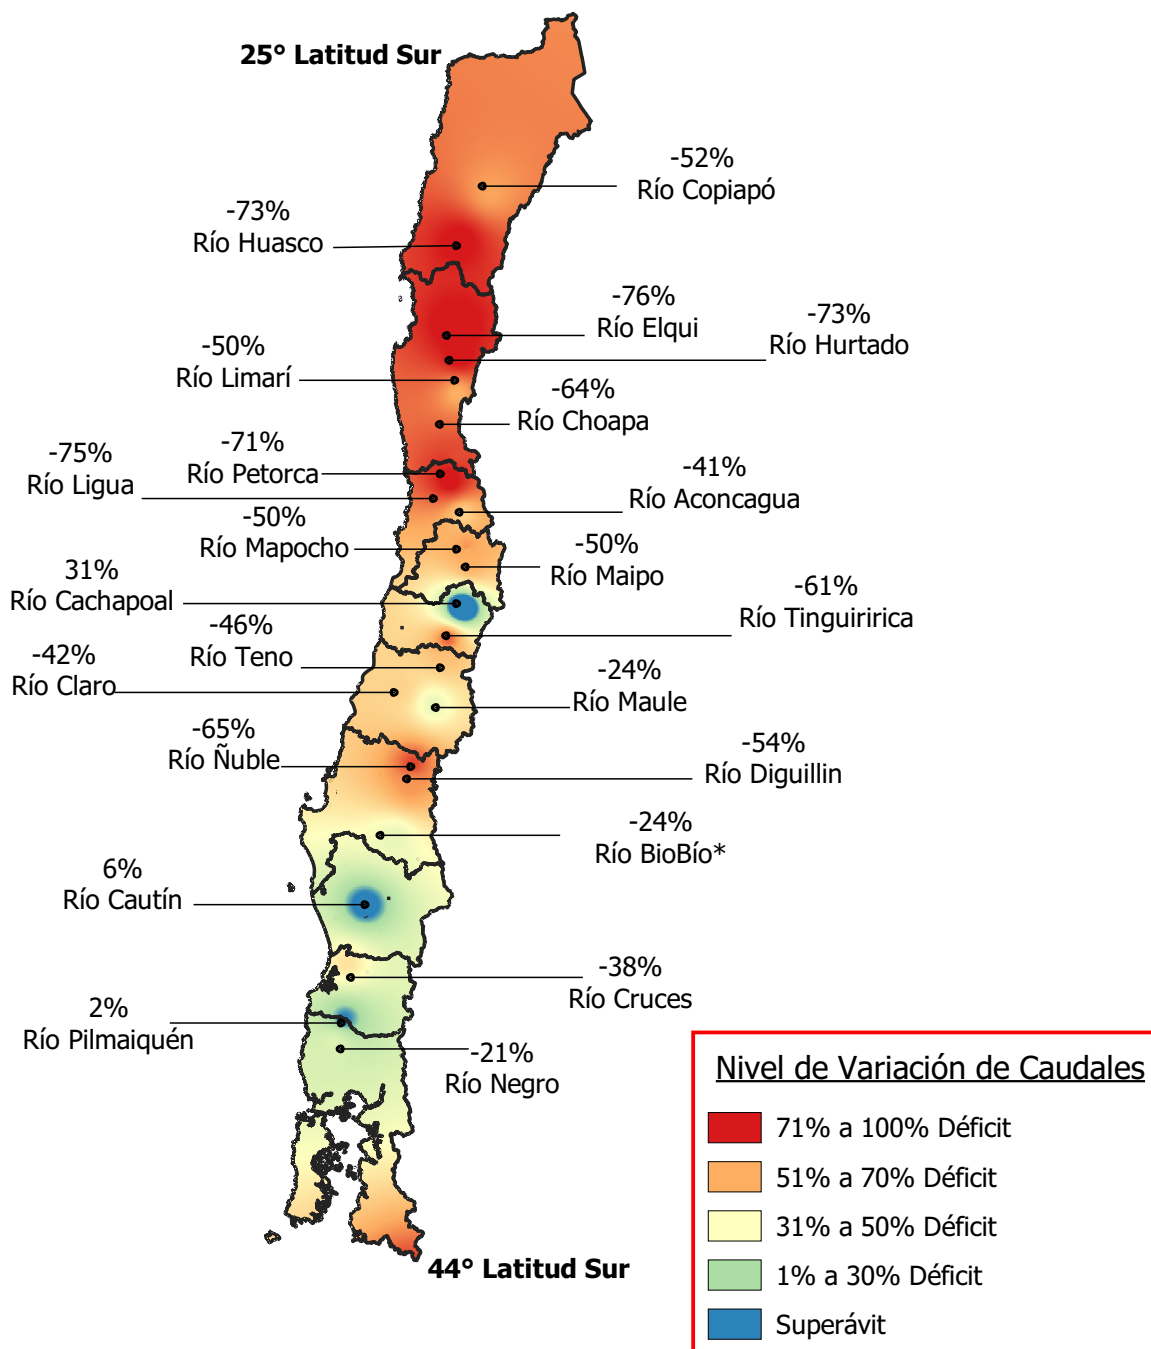 25° Latitud Sur
-52%
Río Copiapó
-73%
Río Huasco
-76%
Río Elqui
-73%
Río Hurtado
-50%
Río Limarí
-64%
Río Choapa
-71%
Río Petorca
-75%
Río Ligua
-41%
Río Aconcagua
-50%
Río Mapocho
-50%
Río Maipo
31%
Río Cachapoal
-61%
Río Tinguiririca
-46%
Río Teno
-42%
Río Claro
-24%
Río Maule
-65%
Río Ñuble
-54%
Río Diguillin
-24%
Río BioBío*
6%
Río Cautín
-38%
Río Cruces
2%
Río Pilmaiquén
-21%
Río Negro
44° Latitud Sur
Nivel de Variación de Caudales
71% a 100% Déficit
51% a 70% Déficit
31% a 50% Déficit
1% a 30% Déficit
Superávit